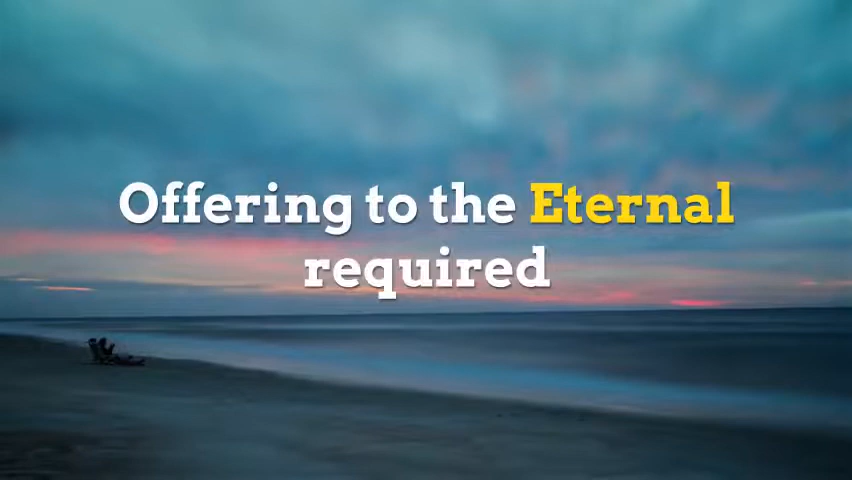 Offering to the Eternal
required